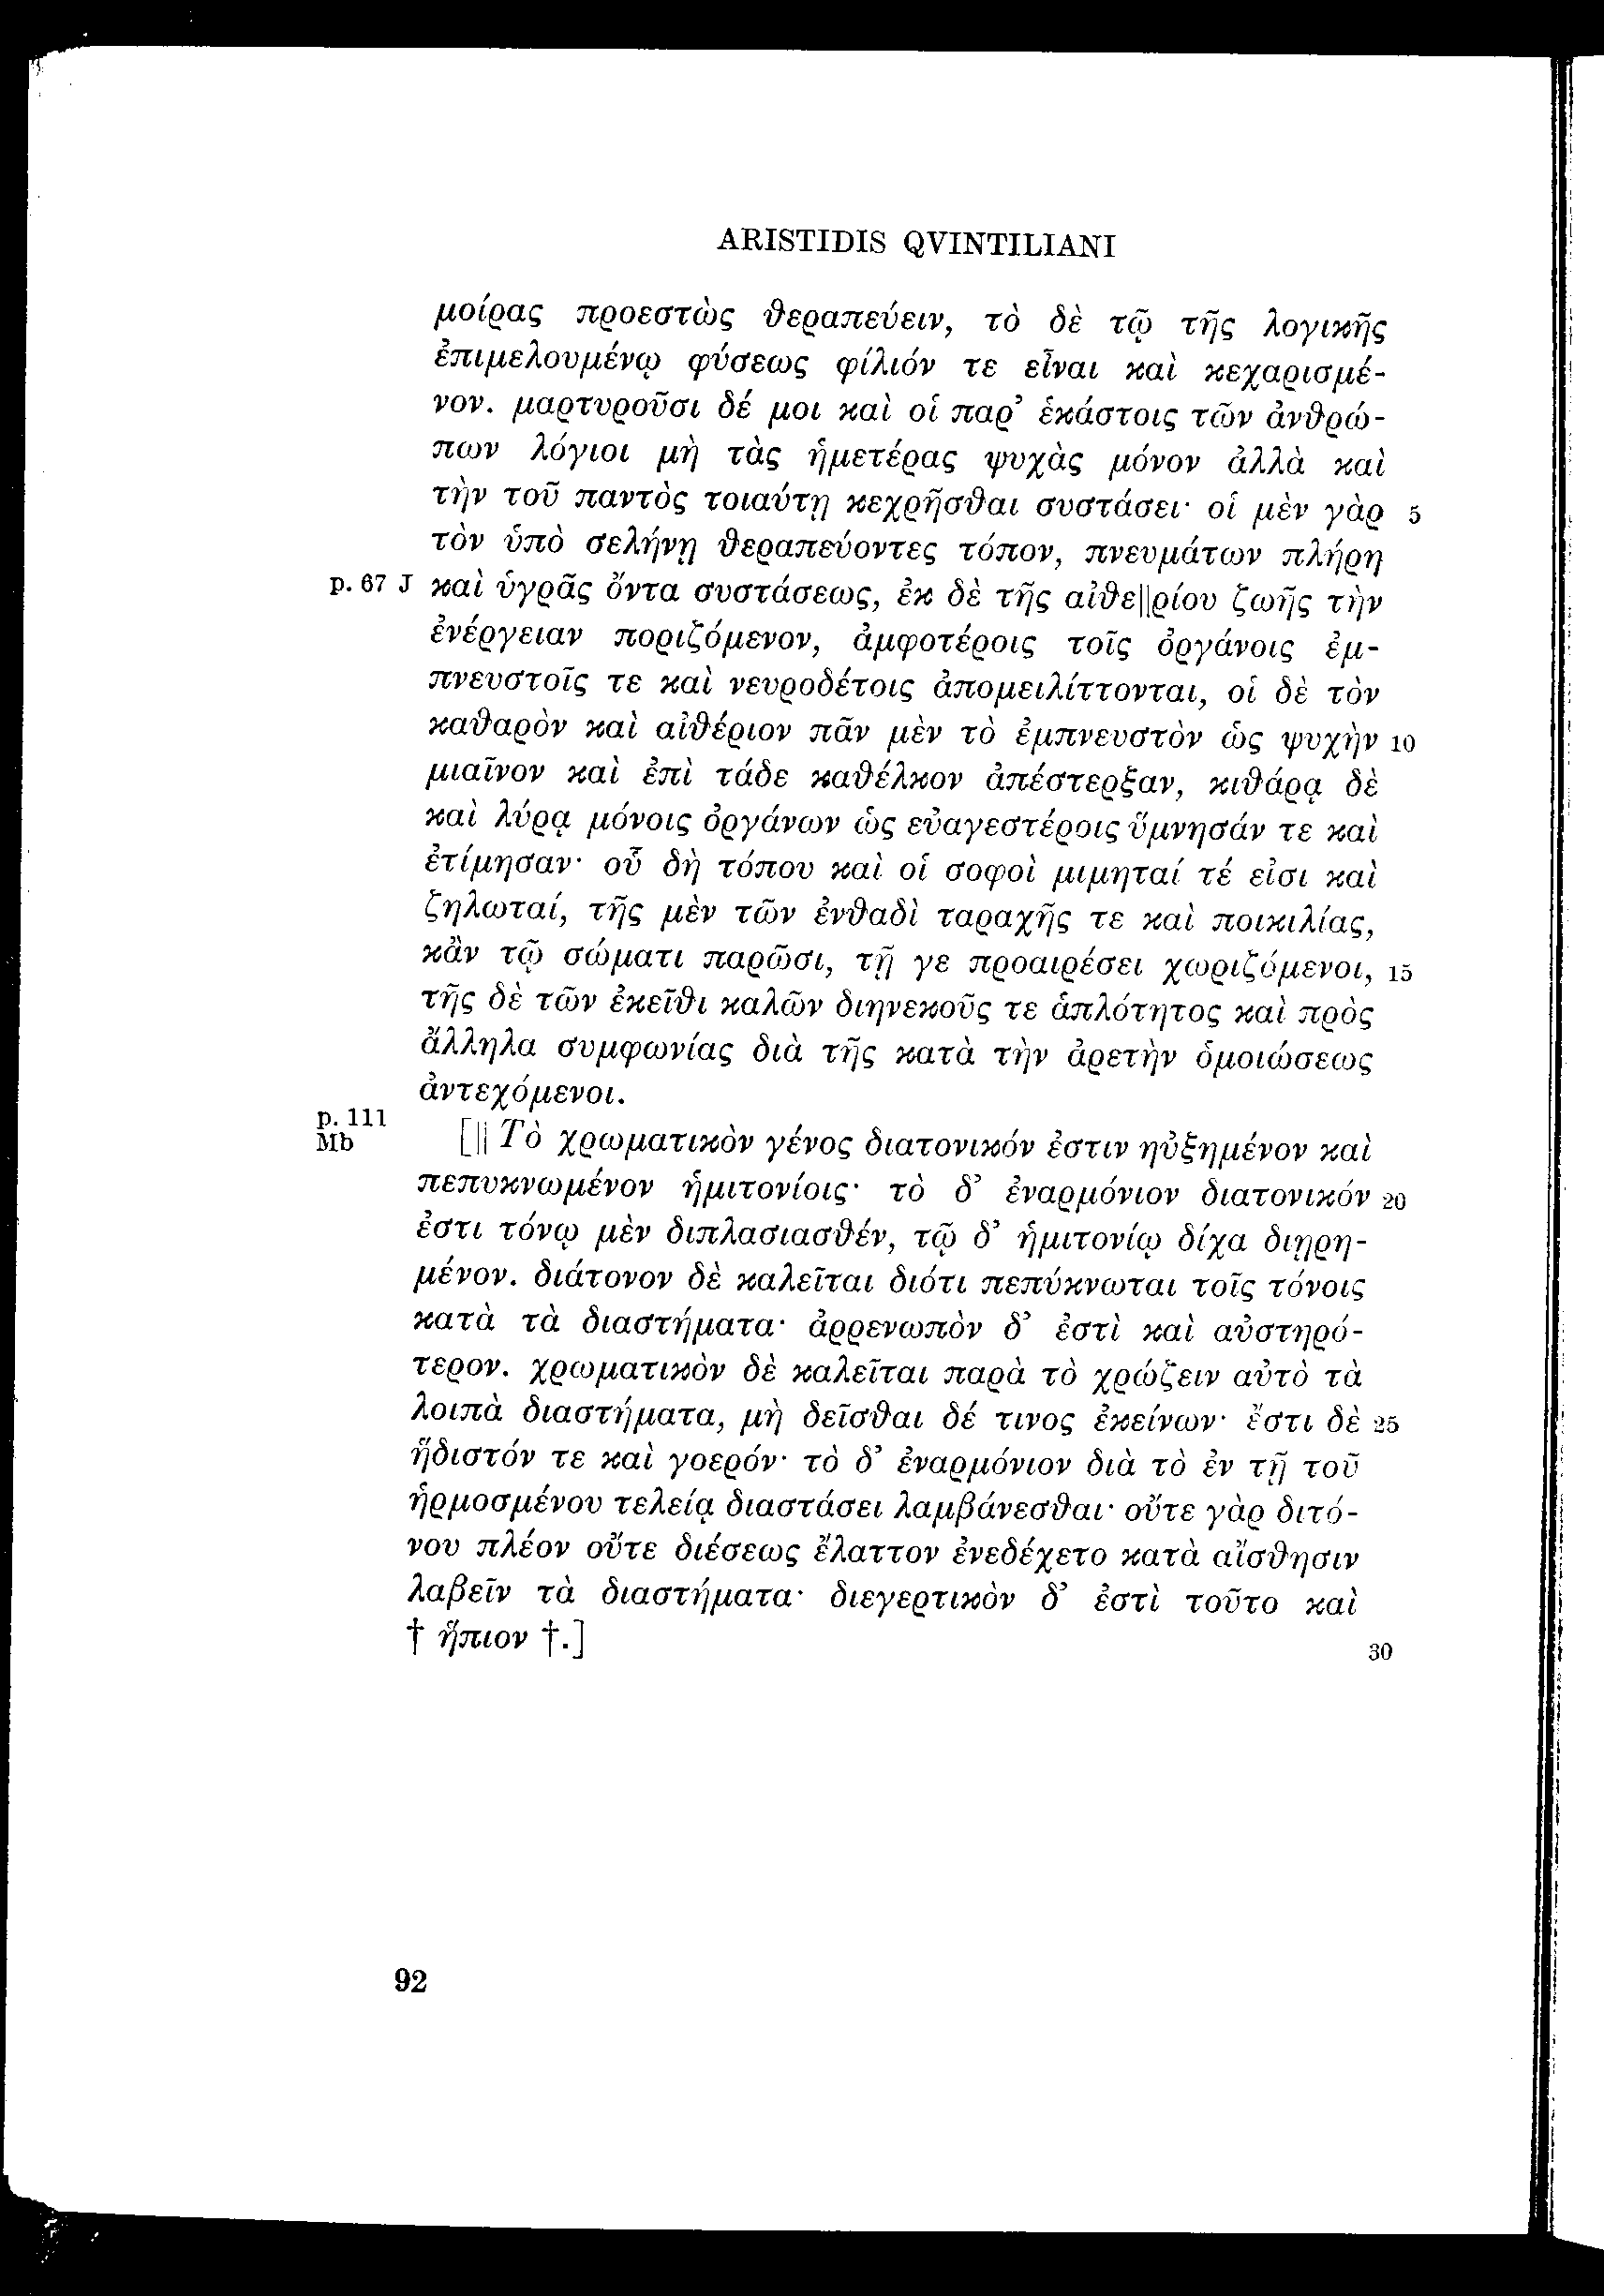 ARISTIDIS QVINTILIANI
μοίρας προεστὼς θεραπεύειν, τὸ δὲ τῷ τῆς λογικῆς
ἐπιμελουμένῳ φύσεως φίλιόν τε εἶναι καὶ κεχαρισμέ-
νον. μαρτυροῦσι δέ μοι καὶ οἱ παρ’ ἑκάστοις τῶν ἀνθρώ-
πων λόγιοι μὴ τὰς ἡμετέρας ψυχὰς μόνον ἀλλὰ καὶ
τὴν τοῦ παντὸς τοιαύτῃ κεχρῆσθαι συστάσει· οἱ μὲν γὰρ 5
τὸν ὑπὸ σελήνῃ θεραπεύοντες τόπον, πνευμάτων πλήρη
p. 67 J καὶ ὑγρᾶς ὄντα συστάσεως, ἐκ δὲ τῆς αἰθε||ρίου ζωῆς τὴν
ἐνέργειαν ποριζόμενον, ἀμφοτέροις τοῖς ὀργάνοις ἐμ-
πνευστοῖς τε καὶ νευροδέτοις ἀπομειλίττονται, οἱ δὲ τὸν
καθαρὸν καὶ αἰθέριον πᾶν μὲν τὸ ἐμπνευστὸν ὡς ψυχὴν 10
μιαῖνον καὶ ἐπὶ τάδε καθέλκον ἀπέστερξαν, κιθάρᾳ δὲ
καὶ λύρᾳ μόνοις ὀργάνων ὡς εὐαγεστέροις ὕμνησάν τε καὶ
ἐτίμησαν· οὗ δὴ τόπου καὶ οἱ σοφοὶ μιμηταί τέ εἰσι καὶ
ζηλωταί, τῆς μὲν τῶν ἐνθαδὶ ταραχῆς τε καὶ ποικιλίας,
κἂν τῷ σώματι παρῶσι, τῇ γε προαιρέσει χωριζόμενοι, 15
τῆς δὲ τῶν ἐκεῖθι καλῶν διηνεκοῦς τε ἁπλότητος καὶ πρὸς
ἄλληλα συμφωνίας διὰ τῆς κατὰ τὴν ἀρετὴν ὁμοιώσεως
ἀντεχόμενοι.
p. 111
Mb [|| Τὸ χρωματικὸν γένος διατονικόν ἐστιν ηὐξημένον καὶ
πεπυκνωμένον ἡμιτονίοις· τὸ δ’ ἐναρμόνιον διατονικόν 20
ἐστι τόνῳ μὲν διπλασιασθέν, τῷ δ’ ἡμιτονίῳ δίχα διῃρη-
μένον. διάτονον δὲ καλεῖται διότι πεπύκνωται τοῖς τόνοις
κατὰ τὰ διαστήματα· ἀρρενωπὸν δ’ ἐστὶ καὶ αὐστηρό-
τερον. χρωματικὸν δὲ καλεῖται παρὰ τὸ χρώζειν αὐτὸ τὰ
λοιπὰ διαστήματα, μὴ δεῖσθαι δέ τινος ἐκείνων· ἔστι δὲ 25
ἥδιστόν τε καὶ γοερόν· τὸ δ’ ἐναρμόνιον διὰ τὸ ἐν τῇ τοῦ
ἡρμοσμένου τελείᾳ διαστάσει λαμβάνεσθαι· οὔτε γὰρ διτό-
νου πλέον οὔτε διέσεως ἔλαττον ἐνεδέχετο κατὰ αἴσθησιν
λαβεῖν τὰ διαστήματα· διεγερτικὸν δ’ ἐστὶ τοῦτο καὶ
† ἤπιον †.] 30
92